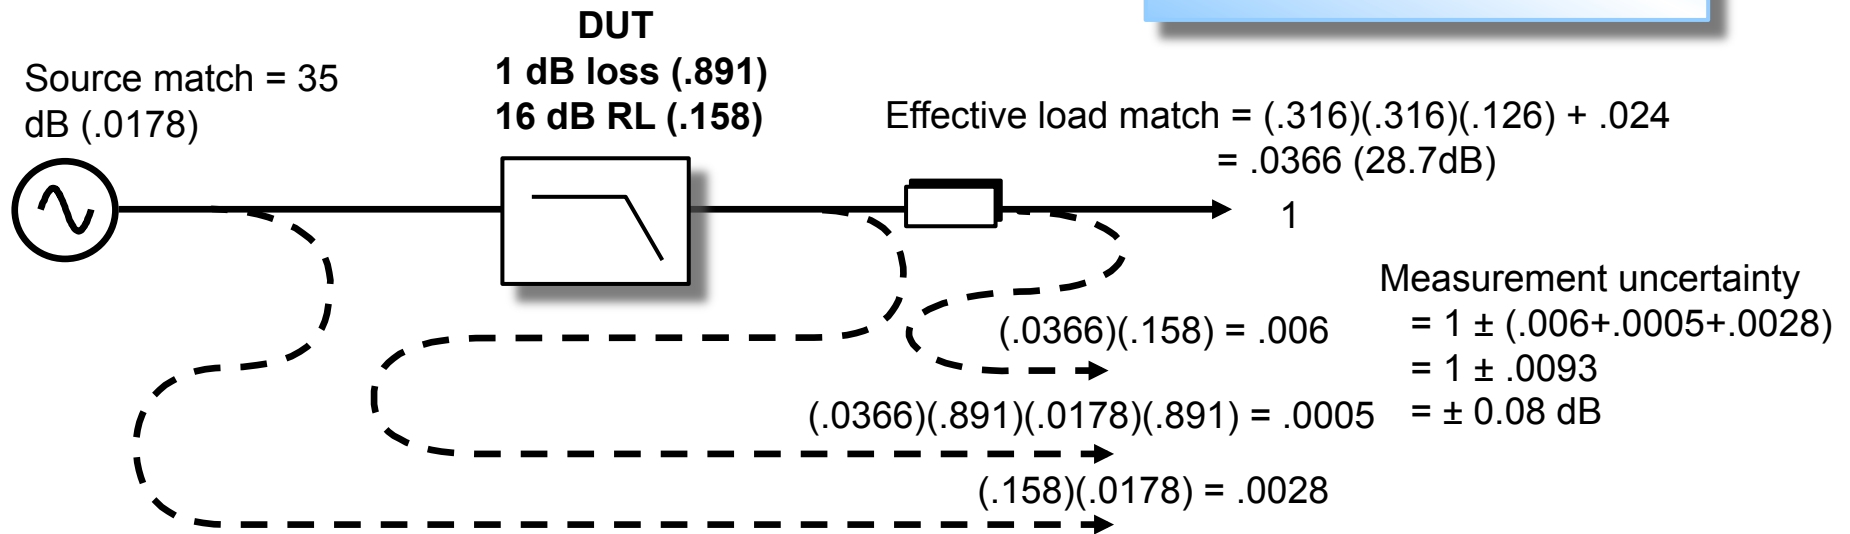 DUT
1 dB loss (.891)
16 dB RL (.158)
Source match = 35
dB (.0178)
Effective load match = (.316)(.316)(.126) + .024
= .0366 (28.7dB)
1
Measurement uncertainty
= 1 ± (.006+.0005+.0028)
= 1 ± .0093
= ± 0.08 dB
(.0366)(.158) = .006
(.0366)(.891)(.0178)(.891) = .0005
(.158)(.0178) = .0028